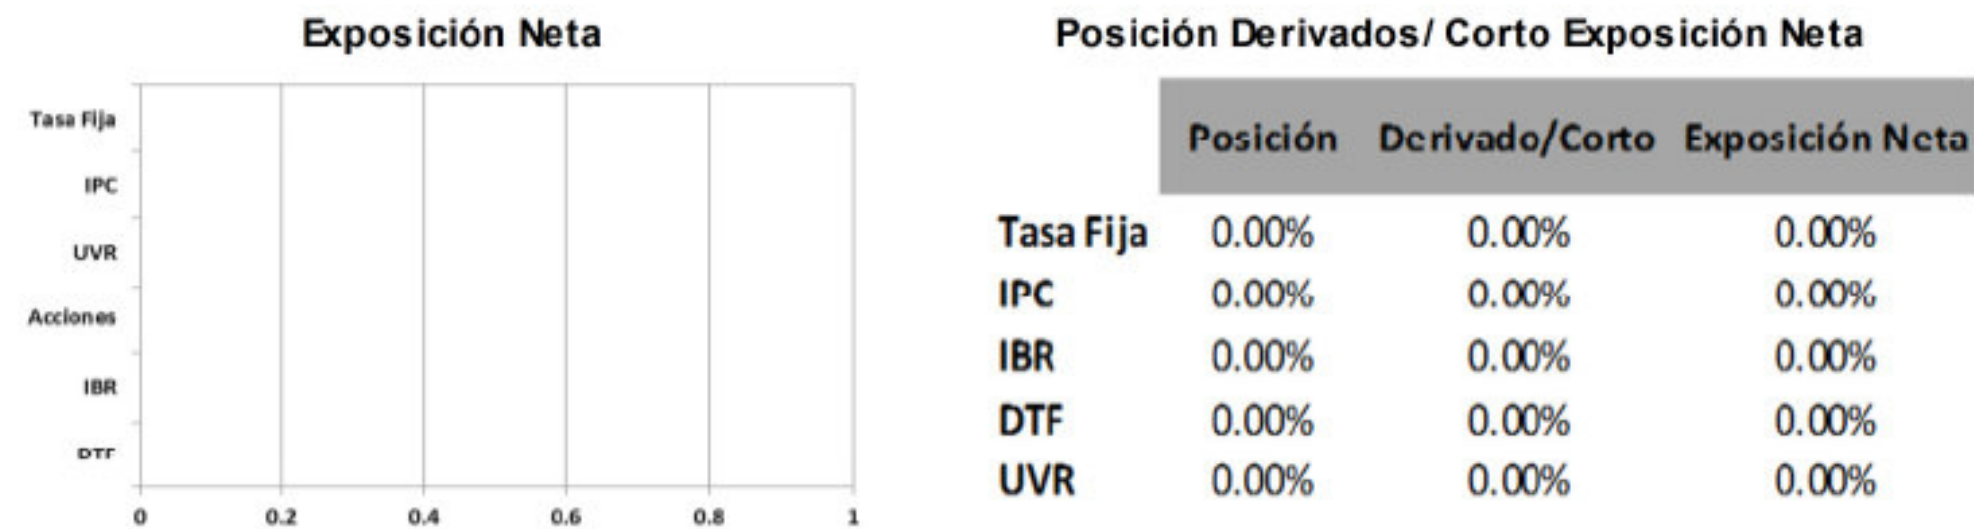 Exposición Neta
Tasa Fija
IPC
UVR
Acciones
IBR
DTF
0 0.2 0.4 0.6 0.8 1
Posición Derivados/ Corto Exposición Neta
Posición Derivado/Corto Exposición Neta
Tasa Fija 0.00% 0.00% 0.00%
IPC 0.00% 0.00% 0.00%
IBR 0.00% 0.00% 0.00%
DTF 0.00% 0.00% 0.00%
UVR 0.00% 0.00% 0.00%